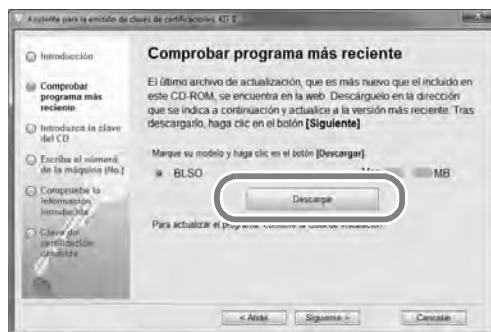 Asistente para la emisión de claves de certificaciones, KIT II
Introducción
Comprobar
programa más
reciente
Introduzca la clave
del CD
Escriba el número
de la máquina (No.)
Compruebe la
información
introducida
Clave de
certificación
emitida
Comprobar programa más reciente
El último archivo de actualización, que es más nuevo que el incluido en
este CD-ROM, se encuentra en la web. Descárguelo en la dirección
que se indica a continuación y actualice a la versión más reciente. Tras
descargarlo, haga clic en el botón [Siguiente].
Marque su modelo y haga clic en el botón [Descargar].
BLSO
MB
Descargar
Para actualizar el programa, consulte la Guía de instalación.
< Atrás
Siguiente >
Cancelar